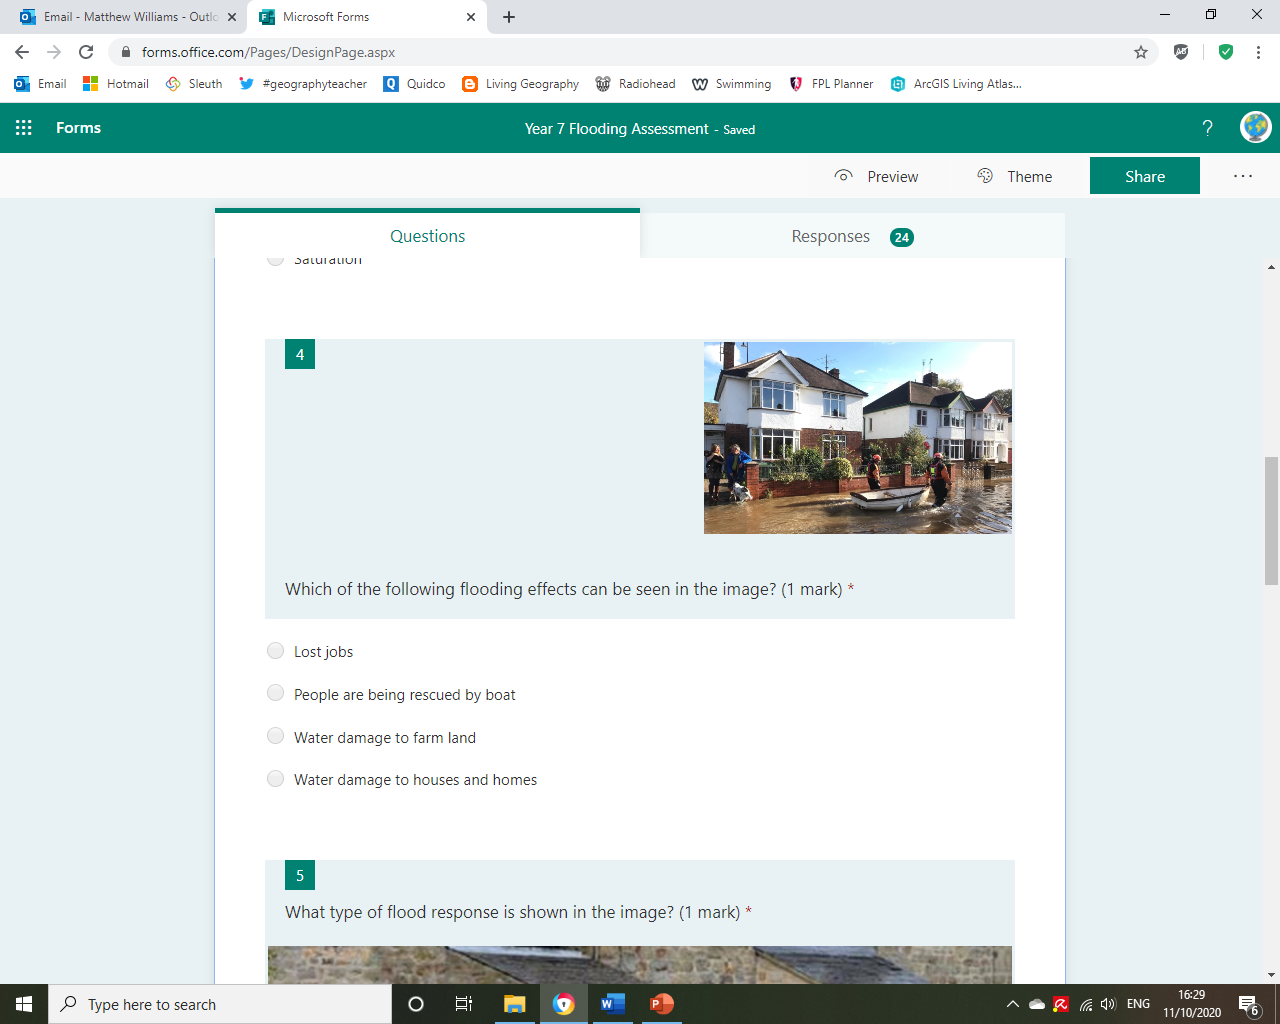 Email - Matthew Williams - Outlo
Microsoft Forms
forms.office.com/Pages/DesignPage.aspx
Email
Hotmail
Sleuth
#geographyteacher
Quidco
Living Geography
Radiohead
Swimming
FPL Planner
ArcGIS Living Atlas...
Forms
Year 7 Flooding Assessment - Saved
?
Preview
Theme
Share
...
Questions
Responses 24
Saturation
4
Which of the following flooding effects can be seen in the image? (1 mark) *
Lost jobs
People are being rescued by boat
Water damage to farm land
Water damage to houses and homes
5
What type of flood response is shown in the image? (1 mark) *
Type here to search
ENG
16:29
11/10/2020
6